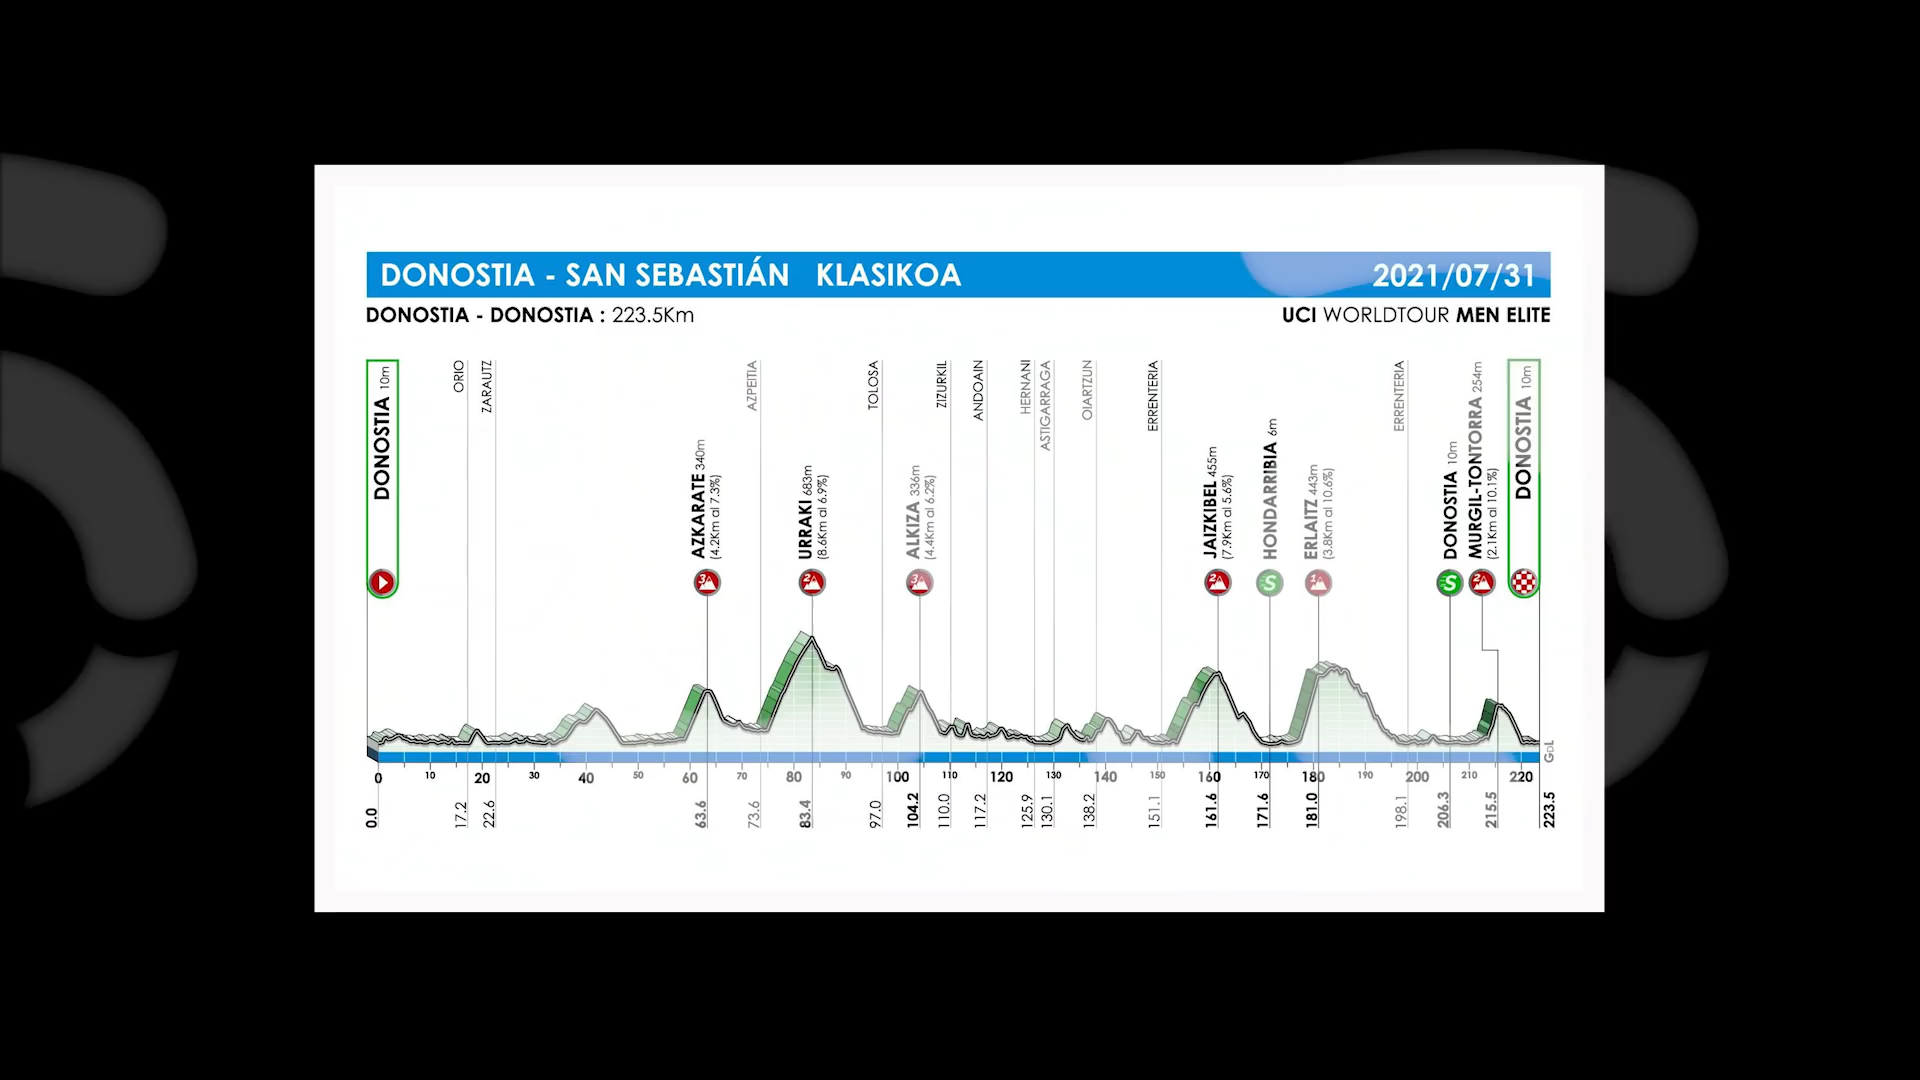 DONOSTIA - SAN SEBASTIÁN KLASIKOA
2021/07/31
DONOSTIA - DONOSTIA : 223.5Km
UCI WORLDTOUR MEN ELITE
DONOSTIA 10m
ORIO
ZARAUTZ
AZKARATE 340m
(4.2Km al 7.3%)
AZPEITIA
URRAKI 683m
(8.6Km al 6.9%)
TOLOSA
ALKIZA 336m
(4.4Km al 6.2%)
ZIZURKIL
ANDOAIN
HERNANI
ASTIGARRAGA
OIARTZUN
ERRENTERIA
JAIZKIBEL 455m
(7.9Km al 5.6%)
HONDARRIBIA 6m
ERLAITZ 443m
(3.8Km al 10.6%)
ERRENTERIA
DONOSTIA 10m
MURGIL-TONTORRA 254m
(2.1Km al 10.1%)
DONOSTIA 10m
3 2 3 2 S 1 S 2
GDL
0 10 20 30 40 50 60 70 80 90 100 110 120 130 140 150 160 170 180 190 200 210 220
0.0 17.2 22.6 63.6 73.6 83.4 97.0 104.2 110.0 117.2 125.9 130.1 138.2 151.1 161.6 171.6 181.0 198.1 206.3 215.5 223.5